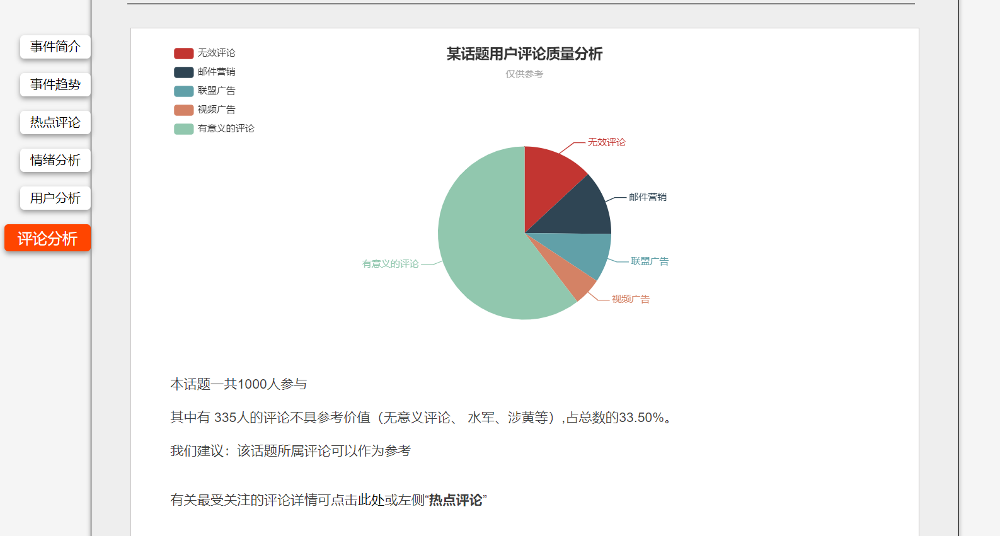 事件简介
事件趋势
热点评论
情绪分析
用户分析
评论分析
无效评论
邮件营销
联盟广告
视频广告
有意义的评论
某话题用户评论质量分析
仅供参考
无效评论
邮件营销
联盟广告
视频广告
有意义的评论
本话题一共1000人参与
其中有 335人的评论不具参考价值（无意义评论、 水军、涉黄等）,占总数的33.50%。
我们建议：该话题所属评论可以作为参考
有关最受关注的评论详情可点击此处或左侧“热点评论”